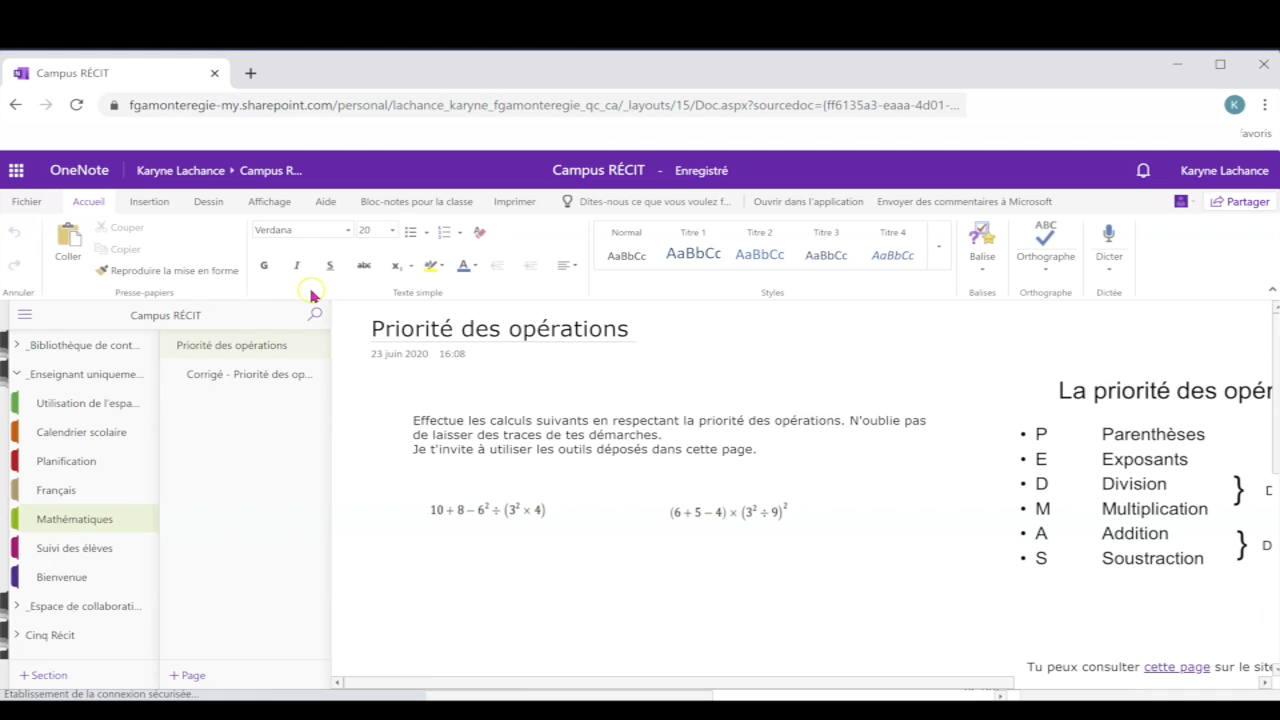 Campus RÉCIT
fgamonteregie-my.sharepoint.com/personal/lachance_karyne_fgamonteregie_qc_ca/_layouts/15/Doc.aspx?sourcedoc={ff6135a3-eaaa-4d01-...
K
favoris
OneNote Karyne Lachance Campus R... Campus RÉCIT - Enregistré Karyne Lachance
Fichier Accueil Insertion Dessin Affichage Aide Bloc-notes pour la classe Imprimer Dites-nous ce que vous voulez f... Ouvrir dans l'application Envoyer des commentaires à Microsoft Partager
Coller Couper Copier Reproduire la mise en forme
Verdana 20
G I S abc x
Normal Titre 1 Titre 2 Titre 3 Titre 4
AaBbCc AaBbCc AaBbCc AaBbCc AaBbCc
Balise ABC Orthographe Dicter
Annuler Presse-papiers Texte simple Styles Balises Orthographe Dictée
Campus RÉCIT
_Bibliothèque de cont...
_Enseignant uniqueme...
Utilisation de l'espa...
Calendrier scolaire
Planification
Français
Mathématiques
Suivi des élèves
Bienvenue
_Espace de collaborati...
Cinq Récit
+ Section
Priorité des opérations
Corrigé - Priorité des op...
+ Page
Priorité des opérations
23 juin 2020 16:08
Effectue les calculs suivants en respectant la priorité des opérations. N'oublie pas
de laisser des traces de tes démarches.
Je t'invite à utiliser les outils déposés dans cette page.
10 + 8 − 6² ÷ (3² × 4) (6 + 5 − 4) × (3² ÷ 9)²
La priorité des opér
• P Parenthèses
• E Exposants
• D Division
• M Multiplication
• A Addition
• S Soustraction
Tu peux consulter cette page sur le site
Établissement de la connexion sécurisée...